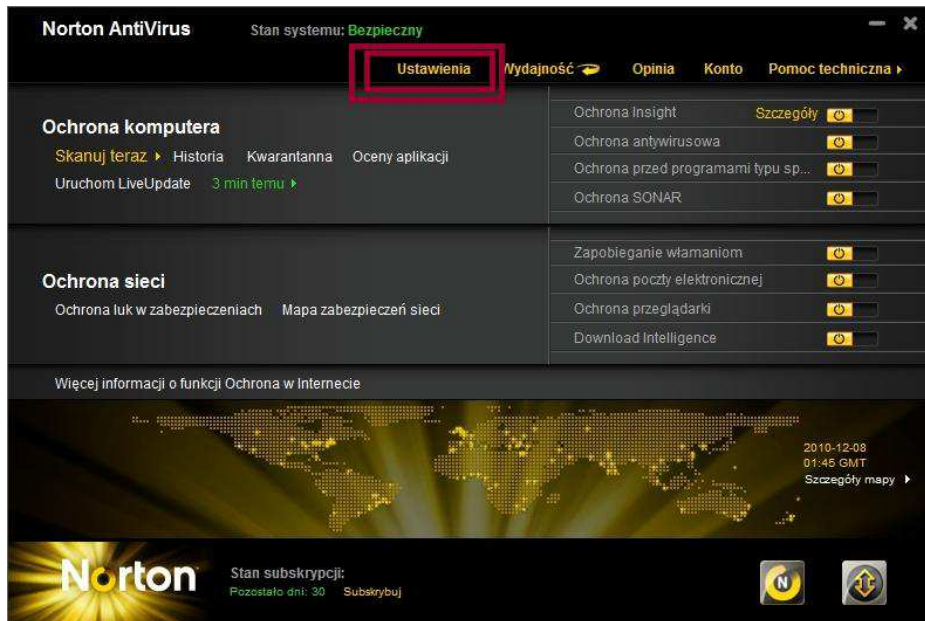 Norton AntiVirus
Stan systemu: Bezpieczny
Ustawienia
Wydajność
Opinia
Konto
Pomoc techniczna
Ochrona komputera
Skanuj teraz
Historia
Kwarantanna
Oceny aplikacji
Uruchom LiveUpdate
3 min temu
Ochrona Insight
Szczegóły
Ochrona antywirusowa
Ochrona przed programami typu sp...
Ochrona SONAR
Ochrona sieci
Ochrona luk w zabezpieczeniach
Mapa zabezpieczeń sieci
Zapobieganie włamaniom
Ochrona poczty elektronicznej
Ochrona przeglądarki
Download Intelligence
Więcej informacji o funkcji Ochrona w Internecie
2010-12-08
01:45 GMT
Szczegóły mapy
Norton
Stan subskrypcji:
Pozostało dni: 30
Subskrybuj
N